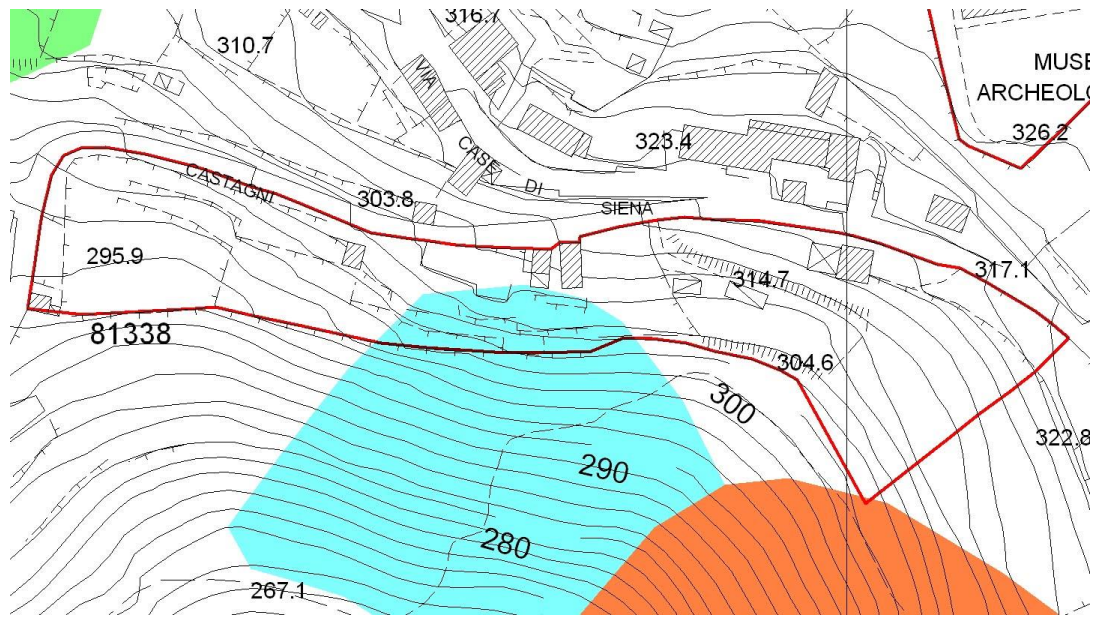 316.7
310.7
MUSE
ARCHEOLO
VIA
326.2
323.4
CASE
DI
CASTAGNI
303.8
SIENA
295.9
317.1
314.7
81338
304.6
300
322.8
290
280
267.1